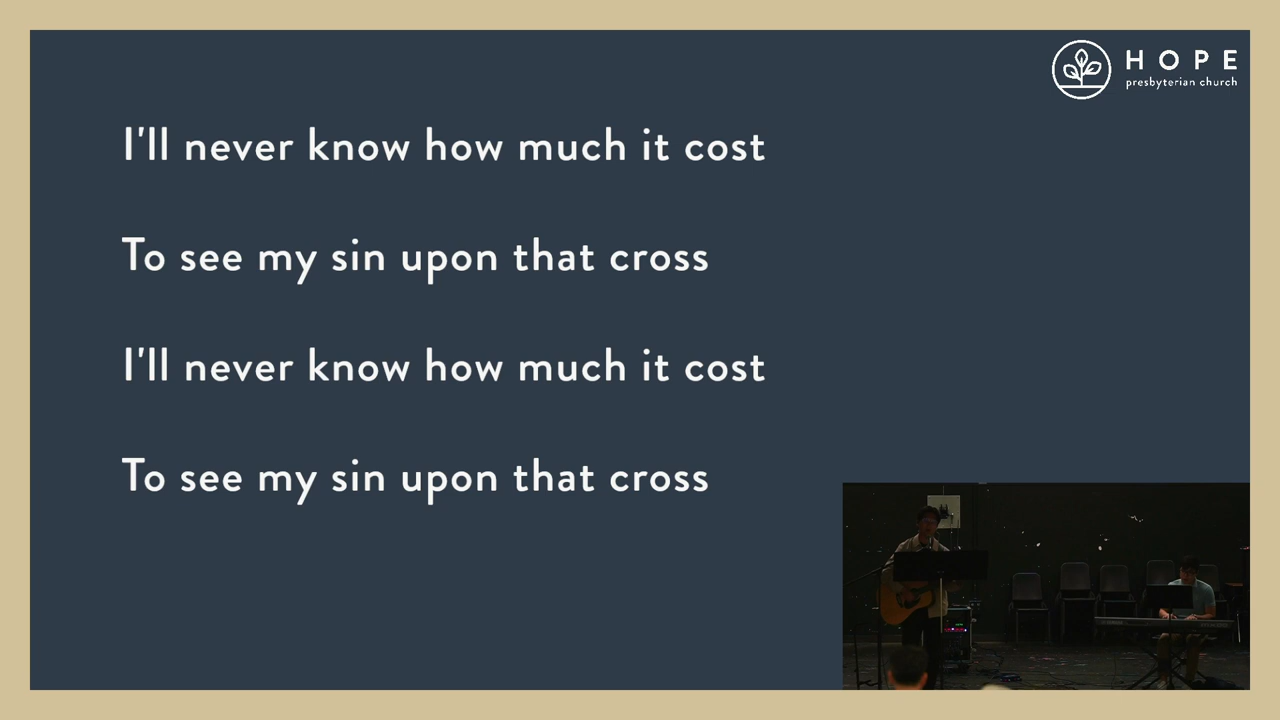 HOPE
presbyterian church
I'll never know how much it cost
To see my sin upon that cross
I'll never know how much it cost
To see my sin upon that cross